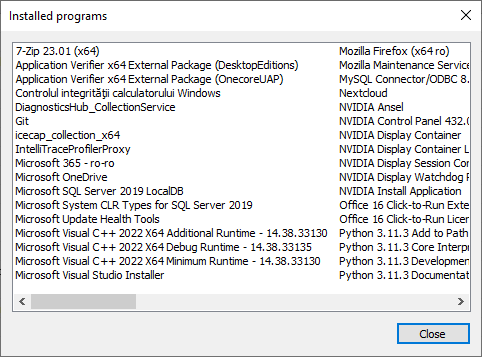 Installed programs
7-Zip 23.01 (x64)
Application Verifier x64 External Package (DesktopEditions)
Application Verifier x64 External Package (OnecoreUAP)
Controlul integrității calculatorului Windows
DiagnosticsHub_CollectionService
Git
icecap_collection_x64
IntelliTraceProfilerProxy
Microsoft 365 - ro-ro
Microsoft OneDrive
Microsoft SQL Server 2019 LocalDB
Microsoft System CLR Types for SQL Server 2019
Microsoft Update Health Tools
Microsoft Visual C++ 2022 X64 Additional Runtime - 14.38.33130
Microsoft Visual C++ 2022 X64 Debug Runtime - 14.38.33135
Microsoft Visual C++ 2022 X64 Minimum Runtime - 14.38.33130
Microsoft Visual Studio Installer
Mozilla Firefox (x64 ro)
Mozilla Maintenance Service
MySQL Connector/ODBC 8.
Nextcloud
NVIDIA Ansel
NVIDIA Control Panel 432.0
NVIDIA Display Container
NVIDIA Display Container L
NVIDIA Display Session Con
NVIDIA Display Watchdog P
NVIDIA Install Application
Office 16 Click-to-Run Exte
Office 16 Click-to-Run Licer
Python 3.11.3 Add to Path
Python 3.11.3 Core Interpr
Python 3.11.3 Developmen
Python 3.11.3 Documentat
Close